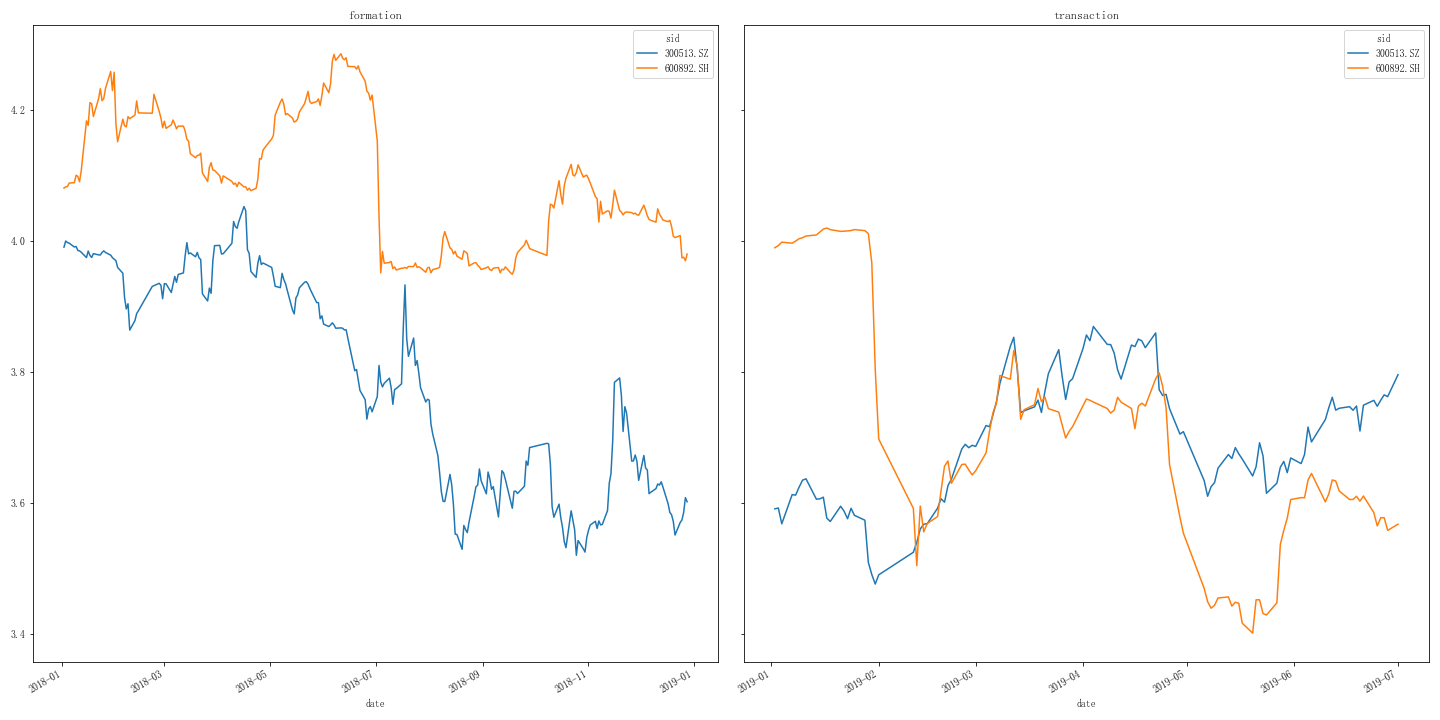 formation
sid
300513.SZ
600892.SH
4.2
4.0
3.8
3.6
3.4
2018-01
2018-03
2018-05
2018-07
2018-09
2018-11
2019-01
date
transaction
sid
300513.SZ
600892.SH
2019-01
2019-02
2019-03
2019-04
2019-05
2019-06
2019-07
date